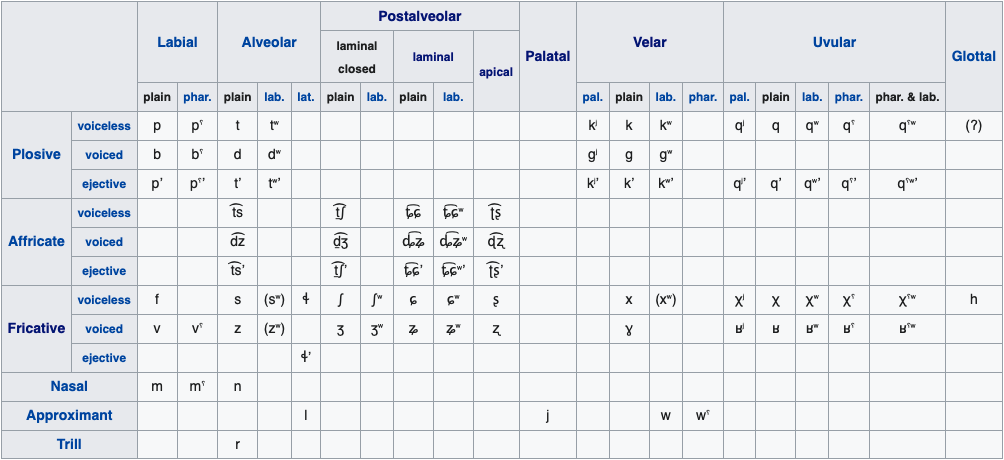 Labial Alveolar Postalveolar Palatal Velar Uvular Glottal
laminal closed laminal apical
plain phar. plain lab. lat. plain lab. plain lab. pal. plain lab. phar. pal. plain lab. phar. phar. & lab.
Plosive voiceless p pˤ t tʷ kʲ k kʷ qʲ q qʷ qˤ qˤʷ (ʔ)
voiced b bˤ d dʷ gʲ g gʷ
ejective pʼ pˤʼ tʼ tʷʼ kʲʼ kʼ kʷʼ qʲʼ qʼ qʷʼ qˤʼ qˤʷʼ
Affricate voiceless t͡s t̠͡ʃ t͡ɕ t͡ɕʷ ʈ͡ʂ
voiced d͡z d̠͡ʒ d͡ʑ d͡ʑʷ ɖ͡ʐ
ejective t͡sʼ t̠͡ʃʼ t͡ɕʼ t͡ɕʷʼ ʈ͡ʂʼ
Fricative voiceless f s (sʷ) ɬ ʃ ʃʷ ɕ ɕʷ ʂ x (xʷ) χʲ χ χʷ χˤ χˤʷ h
voiced v vˤ z (zʷ) ʒ ʒʷ ʑ ʑʷ ʐ ɣ ʁʲ ʁ ʁʷ ʁˤ ʁˤʷ
ejective ɬʼ
Nasal m mˤ n
Approximant l j w wˤ
Trill r